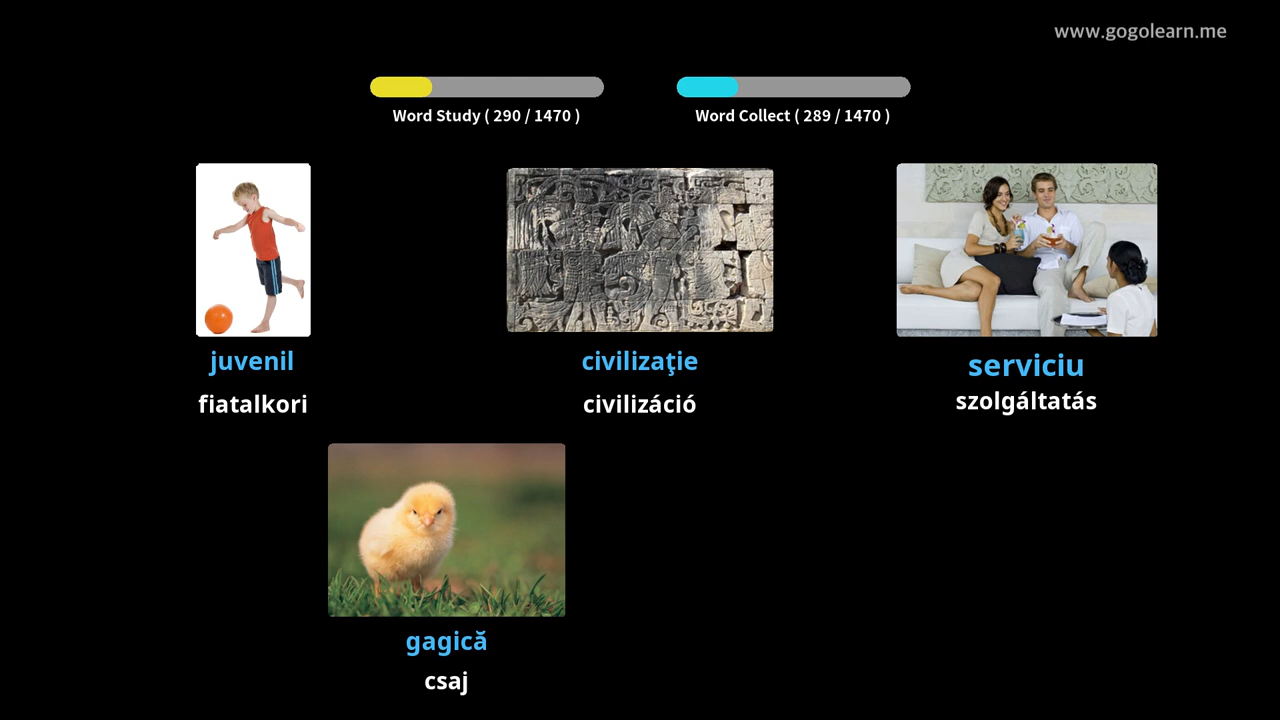 www.gogolearn.me
Word Study ( 290 / 1470 )
Word Collect ( 289 / 1470 )
juvenil
fiatalkori
civilizaţie
civilizáció
serviciu
szolgáltatás
gagică
csaj